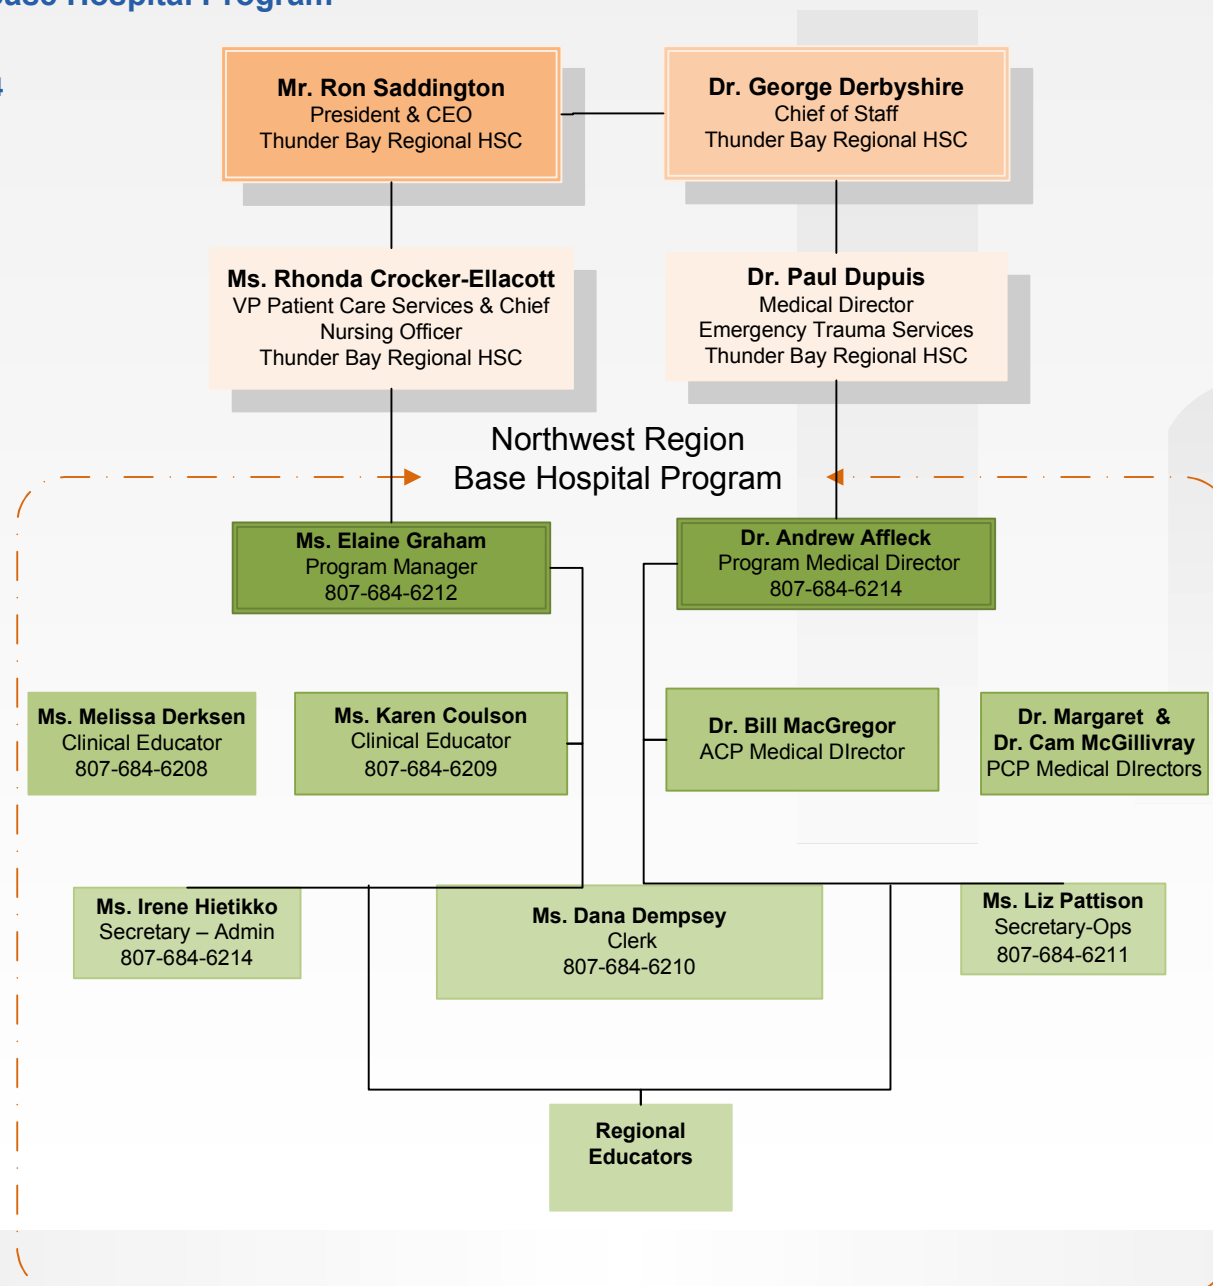 ase Hospital Program
4
Mr. Ron Saddington
President & CEO
Thunder Bay Regional HSC
Dr. George Derbyshire
Chief of Staff
Thunder Bay Regional HSC
Ms. Rhonda Crocker-Ellacott
VP Patient Care Services & Chief
Nursing Officer
Thunder Bay Regional HSC
Dr. Paul Dupuis
Medical Director
Emergency Trauma Services
Thunder Bay Regional HSC
Northwest Region
Base Hospital Program
Ms. Elaine Graham
Program Manager
807-684-6212
Dr. Andrew Affleck
Program Medical Director
807-684-6214
Ms. Melissa Derksen
Clinical Educator
807-684-6208
Ms. Karen Coulson
Clinical Educator
807-684-6209
Dr. Bill MacGregor
ACP Medical DIrector
Dr. Margaret &
Dr. Cam McGillivray
PCP Medical DIrectors
Ms. Irene Hietikko
Secretary – Admin
807-684-6214
Ms. Dana Dempsey
Clerk
807-684-6210
Ms. Liz Pattison
Secretary-Ops
807-684-6211
Regional
Educators